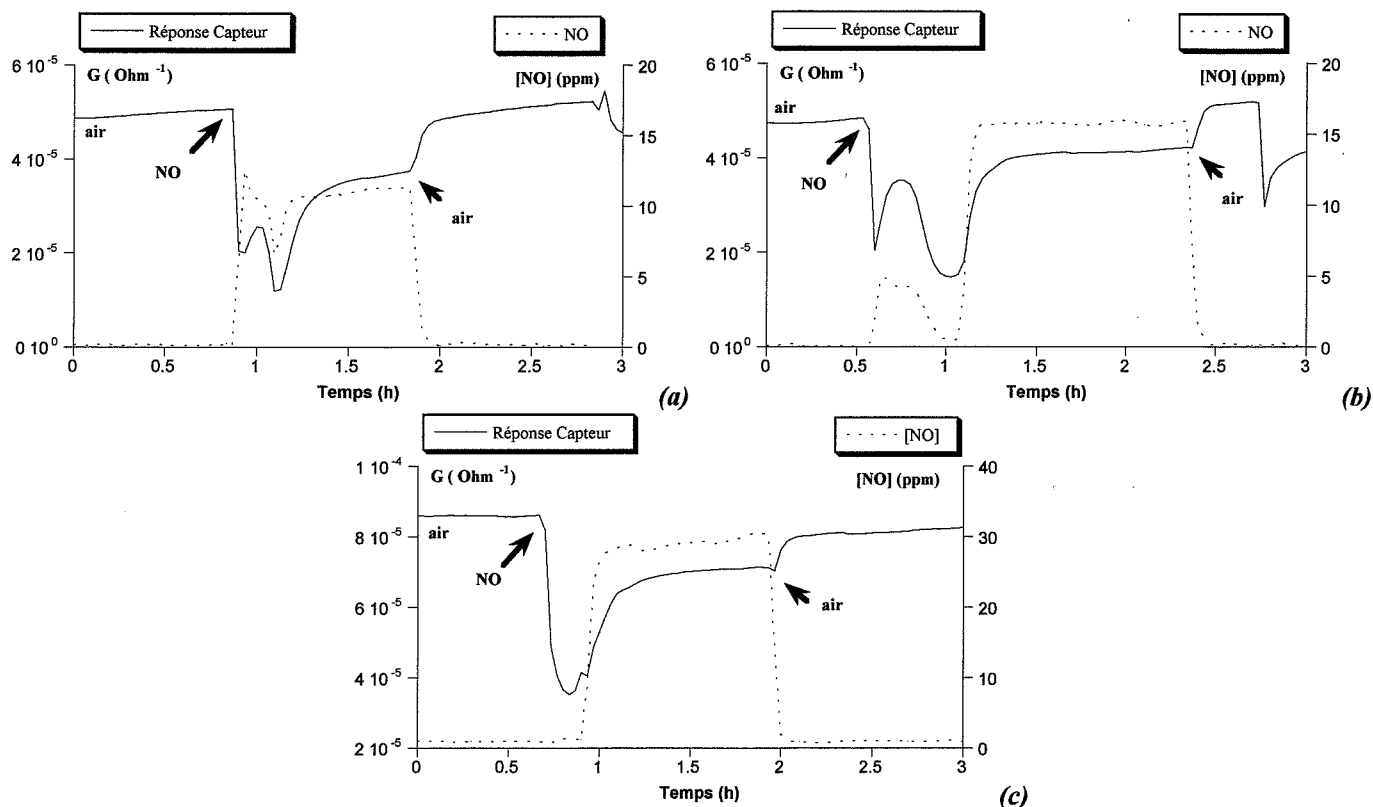 Réponse Capteur
NO
G ( Ohm -1)
[NO] (ppm)
6 10-5
4 10-5
2 10-5
0 100
20
15
10
5
0
air
NO
air
0
0.5
1
1.5
2
2.5
3
Temps (h)
(a)
Réponse Capteur
NO
G ( Ohm -1)
[NO] (ppm)
6 10-5
4 10-5
2 10-5
0 100
20
15
10
5
0
air
NO
air
0
0.5
1
1.5
2
2.5
3
Temps (h)
(b)
Réponse Capteur
[NO]
G ( Ohm -1)
[NO] (ppm)
1 10-4
8 10-5
6 10-5
4 10-5
2 10-5
40
30
20
10
0
air
NO
air
0
0.5
1
1.5
2
2.5
3
Temps (h)
(c)